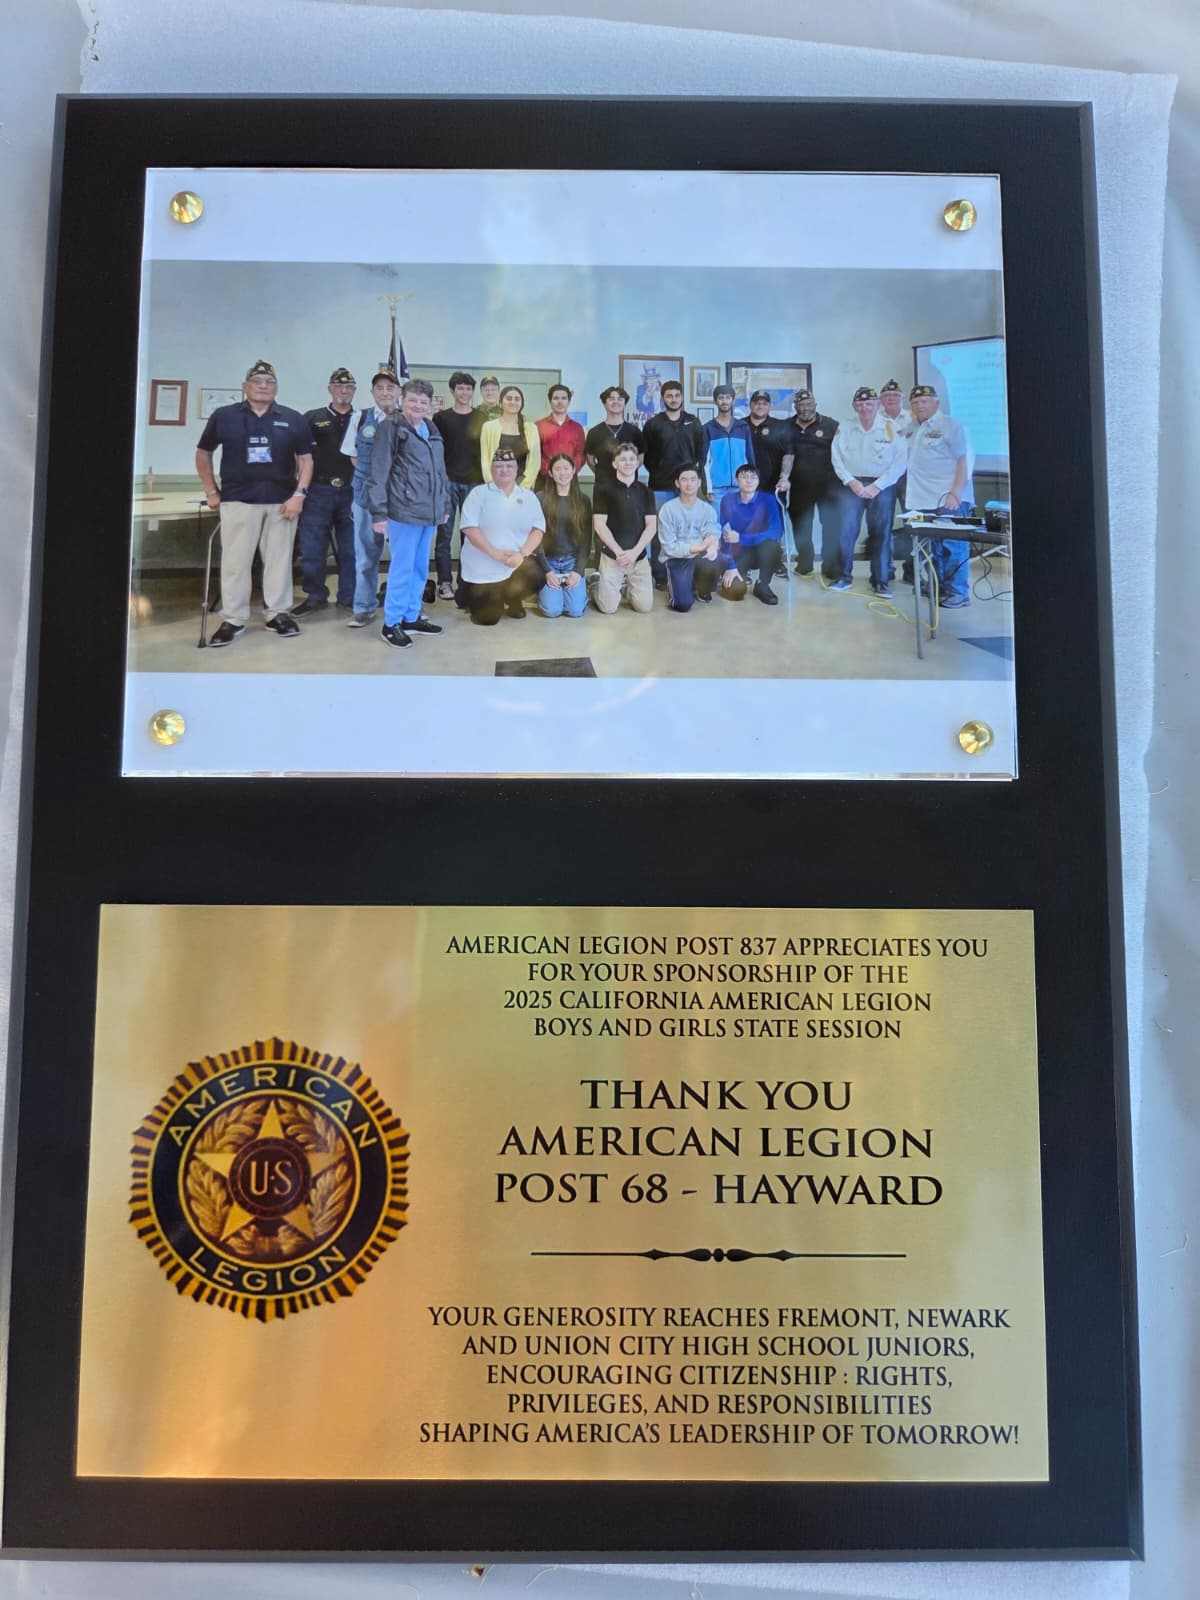 I WANT
AMERICAN LEGION POST 837 APPRECIATES YOU
FOR YOUR SPONSORSHIP OF THE
2025 CALIFORNIA AMERICAN LEGION
BOYS AND GIRLS STATE SESSION
THANK YOU
AMERICAN LEGION
POST 68 - HAYWARD
AMERICAN
U.S
LEGION
YOUR GENEROSITY REACHES FREMONT, NEWARK
AND UNION CITY HIGH SCHOOL JUNIORS,
ENCOURAGING CITIZENSHIP : RIGHTS,
PRIVILEGES, AND RESPONSIBILITIES
SHAPING AMERICA'S LEADERSHIP OF TOMORROW!